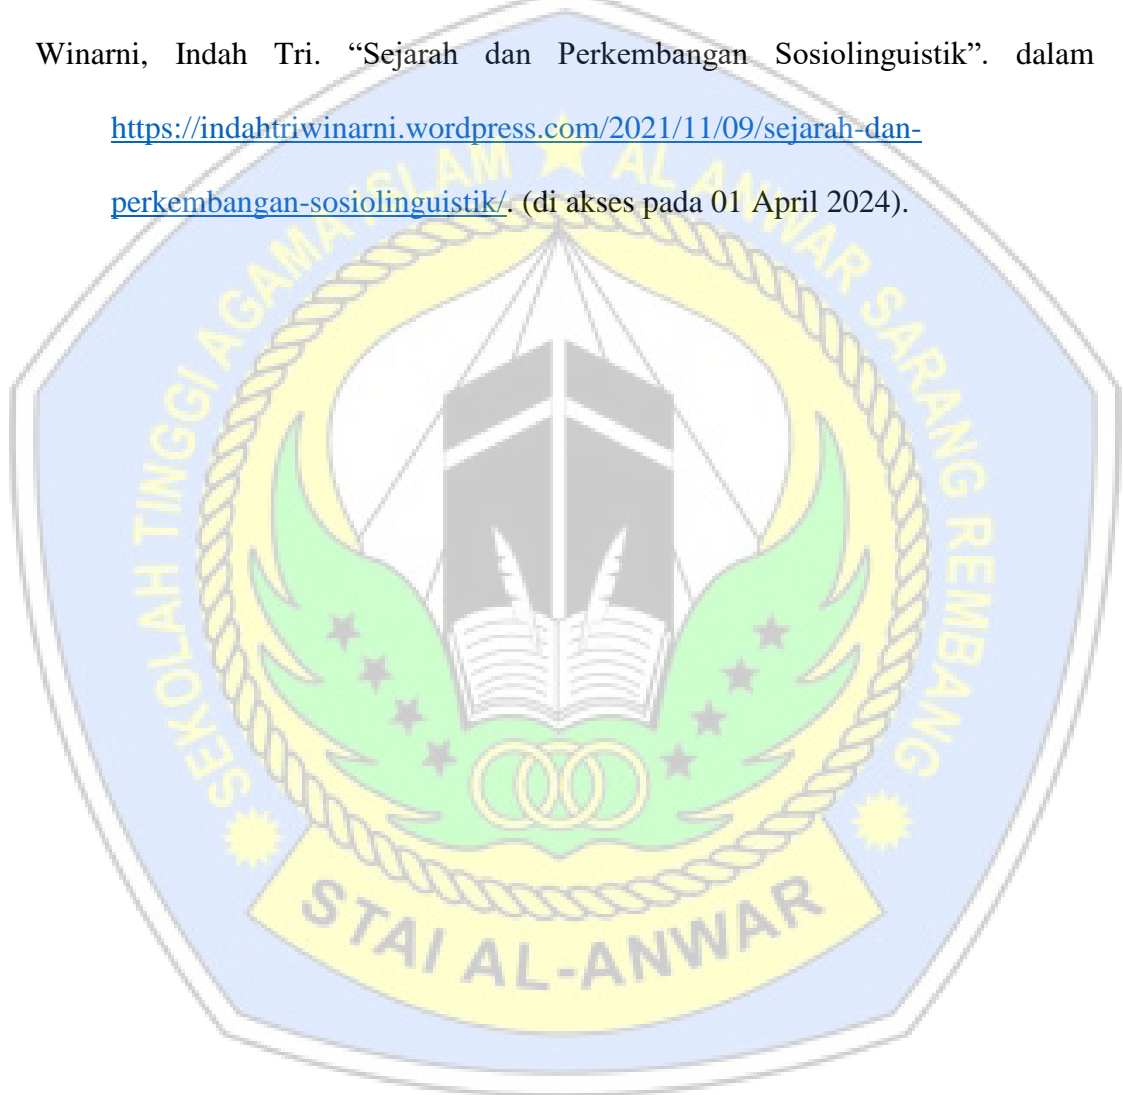 Winarni, Indah Tri. “Sejarah dan Perkembangan Sosiolinguistik”. dalam
https://indahtriwinarni.wordpress.com/2021/11/09/sejarah-dan-
perkembangan-sosiolinguistik/. (di akses pada 01 April 2024).
SEKOLAH TINGGI AGAMA ISLAM AL ANWAR SARANG REMBANG
STAI AL-ANWAR